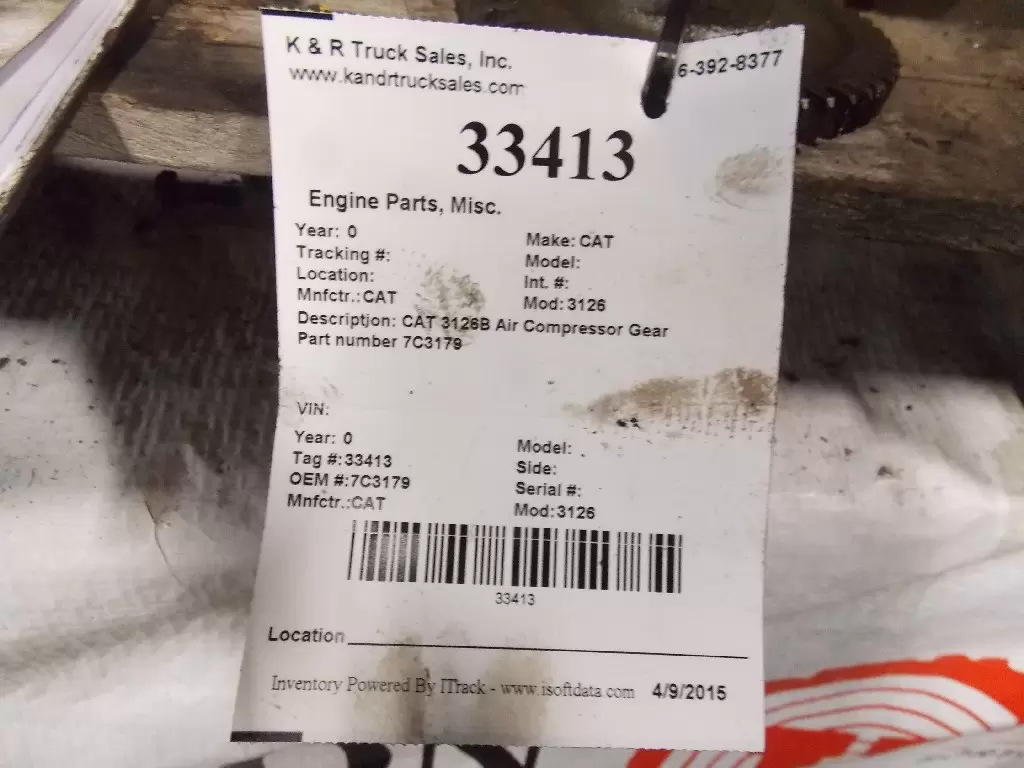 K & R Truck Sales, Inc.
www.kandrtrucksales.com
6-392-8377
33413
Engine Parts, Misc.
Year: 0
Make: CAT
Tracking #:
Model:
Location:
Int. #:
Mnfctr.:CAT
Mod: 3126
Description: CAT 3126B Air Compressor Gear
Part number 7C3179
VIN:
Year: 0
Model:
Tag #:33413
Side:
OEM #:7C3179
Serial #:
Mnfctr.:CAT
Mod: 3126
33413
Location
Inventory Powered By ITrack - www.isoftdata.com 4/9/2015